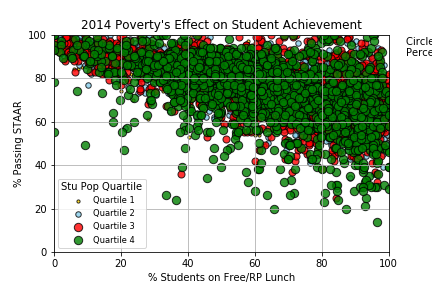 2014 Poverty's Effect on Student Achievement
Circle
Perce
% Passing STAAR
100
80
60
40
20
0
Stu Pop Quartile
Quartile 1
Quartile 2
Quartile 3
Quartile 4
0
20
40
60
80
100
% Students on Free/RP Lunch